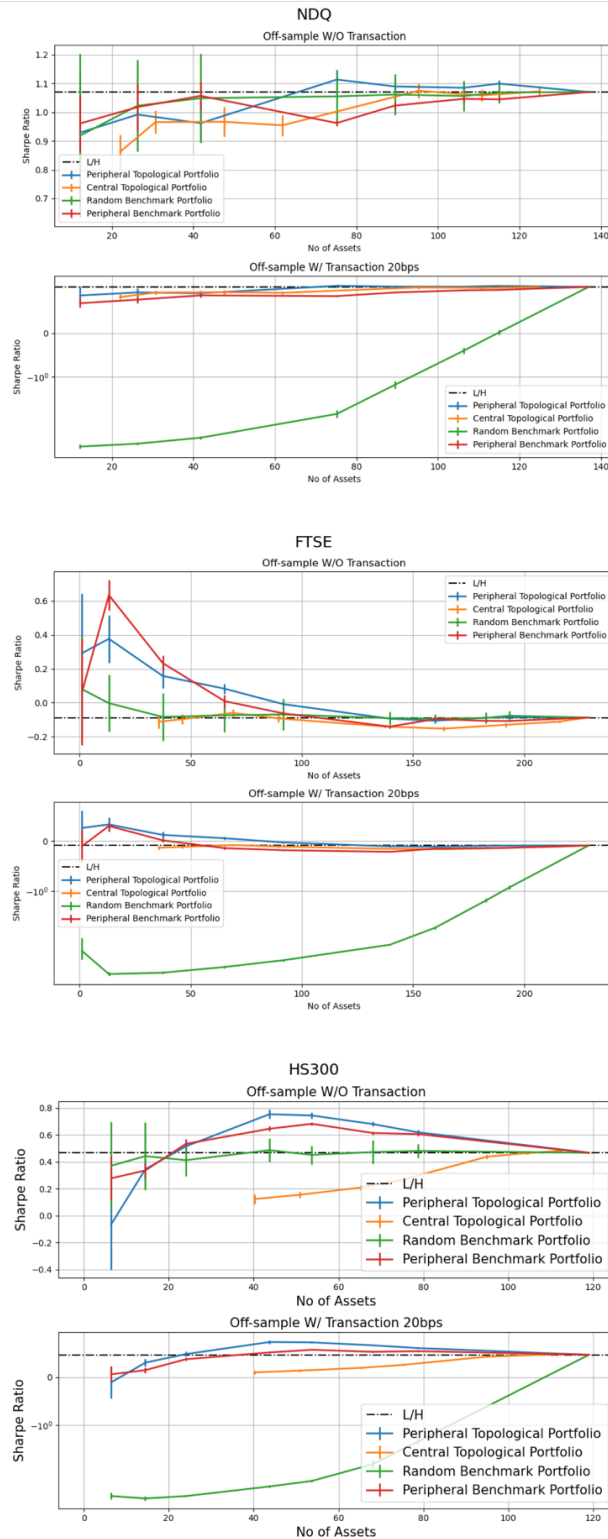 NDQ
Off-sample W/O Transaction
1.2
1.1
1.0
0.9
0.8
0.7
Sharpe Ratio
L/H
Peripheral Topological Portfolio
Central Topological Portfolio
Random Benchmark Portfolio
Peripheral Benchmark Portfolio
20 40 60 80 100 120 140
No of Assets
Off-sample W/ Transaction 20bps
0
−10⁰
Sharpe Ratio
L/H
Peripheral Topological Portfolio
Central Topological Portfolio
Random Benchmark Portfolio
Peripheral Benchmark Portfolio
20 40 60 80 100 120 140
No of Assets
FTSE
Off-sample W/O Transaction
0.6
0.4
0.2
0.0
−0.2
Sharpe Ratio
L/H
Peripheral Topological Portfolio
Central Topological Portfolio
Random Benchmark Portfolio
Peripheral Benchmark Portfolio
0 50 100 150 200
No of Assets
Off-sample W/ Transaction 20bps
0
−10⁰
Sharpe Ratio
L/H
Peripheral Topological Portfolio
Central Topological Portfolio
Random Benchmark Portfolio
Peripheral Benchmark Portfolio
0 50 100 150 200
No of Assets
HS300
Off-sample W/O Transaction
0.8
0.6
0.4
0.2
0.0
−0.2
−0.4
Sharpe Ratio
L/H
Peripheral Topological Portfolio
Central Topological Portfolio
Random Benchmark Portfolio
Peripheral Benchmark Portfolio
0 20 40 60 80 100 120
No of Assets
Off-sample W/ Transaction 20bps
0
−10⁰
Sharpe Ratio
L/H
Peripheral Topological Portfolio
Central Topological Portfolio
Random Benchmark Portfolio
Peripheral Benchmark Portfolio
0 20 40 60 80 100 120
No of Assets